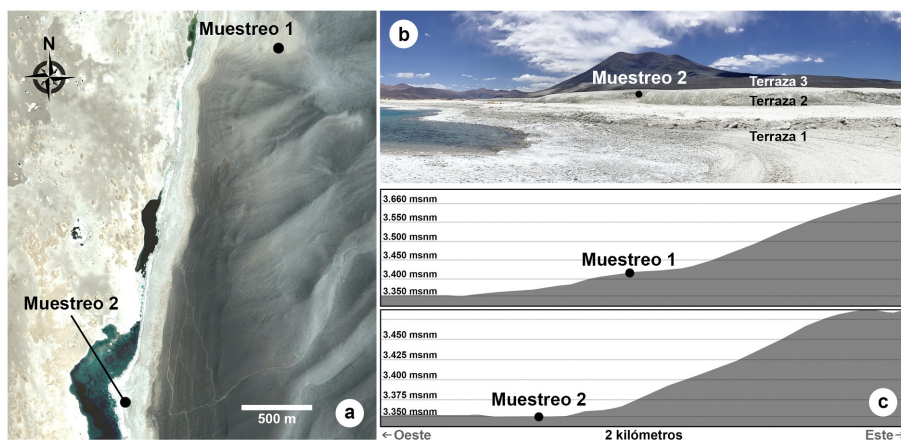 Muestreo 1
N
Muestreo 2
500 m
a
b
Muestreo 2
Terraza 3
Terraza 2
Terraza 1
3.660 msnm
3.550 msnm
3.500 msnm
3.450 msnm
3.400 msnm
3.350 msnm
Muestreo 1
3.450 msnm
3.425 msnm
3.400 msnm
3.375 msnm
3.350 msnm
Muestreo 2
c
←Oeste
2 kilómetros
Este→